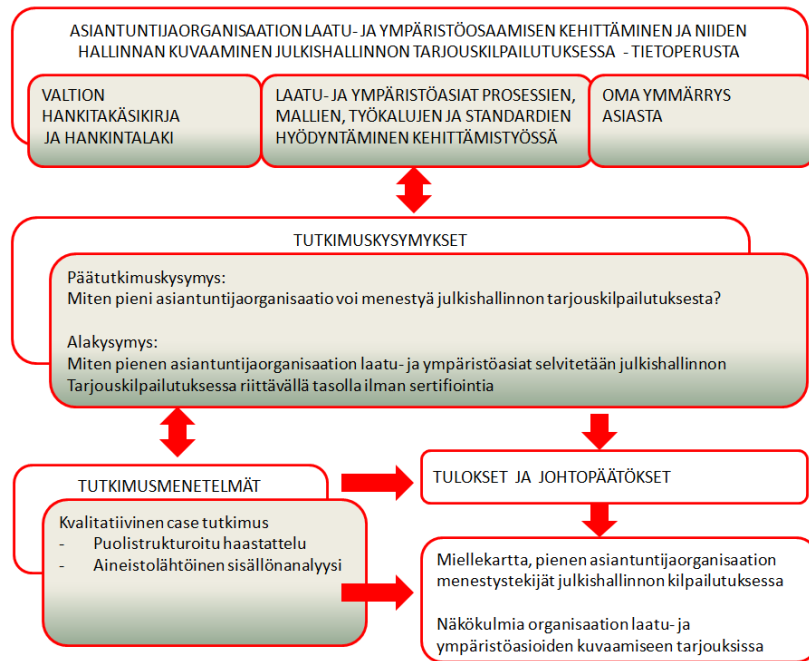 ASIANTUNTIJAORGANISAATION LAATU- JA YMPÄRISTÖOSAAMISEN KEHITTÄMINEN JA NIIDEN
HALLINNAN KUVAAMINEN JULKISHALLINNON TARJOUSKILPAILUTUKSESSA - TIETOPERUSTA
VALTION
HANKITAKÄSIKIRJA
JA HANKINTALAKI
LAATU- JA YMPÄRISTÖASIAT PROSESSIEN,
MALLIEN, TYÖKALUJEN JA STANDARDIEN
HYÖDYNTÄMINEN KEHITTÄMISTYÖSSÄ
OMA YMMÄRRYS
ASIASTA
TUTKIMUSKYSYMYKSET
Päätutkimuskysymys:
Miten pieni asiantuntijaorganisaatio voi menestyä julkishallinnon tarjouskilpailutuksesta?
Alakysymys:
Miten pienen asiantuntijaorganisaation laatu- ja ympäristöasiat selvitetään julkishallinnon
Tarjouskilpailutuksessa riittävällä tasolla ilman sertifiointia
TUTKIMUSMENETELMÄT
Kvalitatiivinen case tutkimus
- Puolistrukturoitu haastattelu
- Aineistolähtöinen sisällönanalyysi
TULOKSET JA JOHTOPÄÄTÖKSET
Miellekartta, pienen asiantuntijaorganisaation
menestystekijät julkishallinnon kilpailutuksessa
Näkökulmia organisaation laatu- ja
ympäristöasioiden kuvaamiseen tarjouksissa